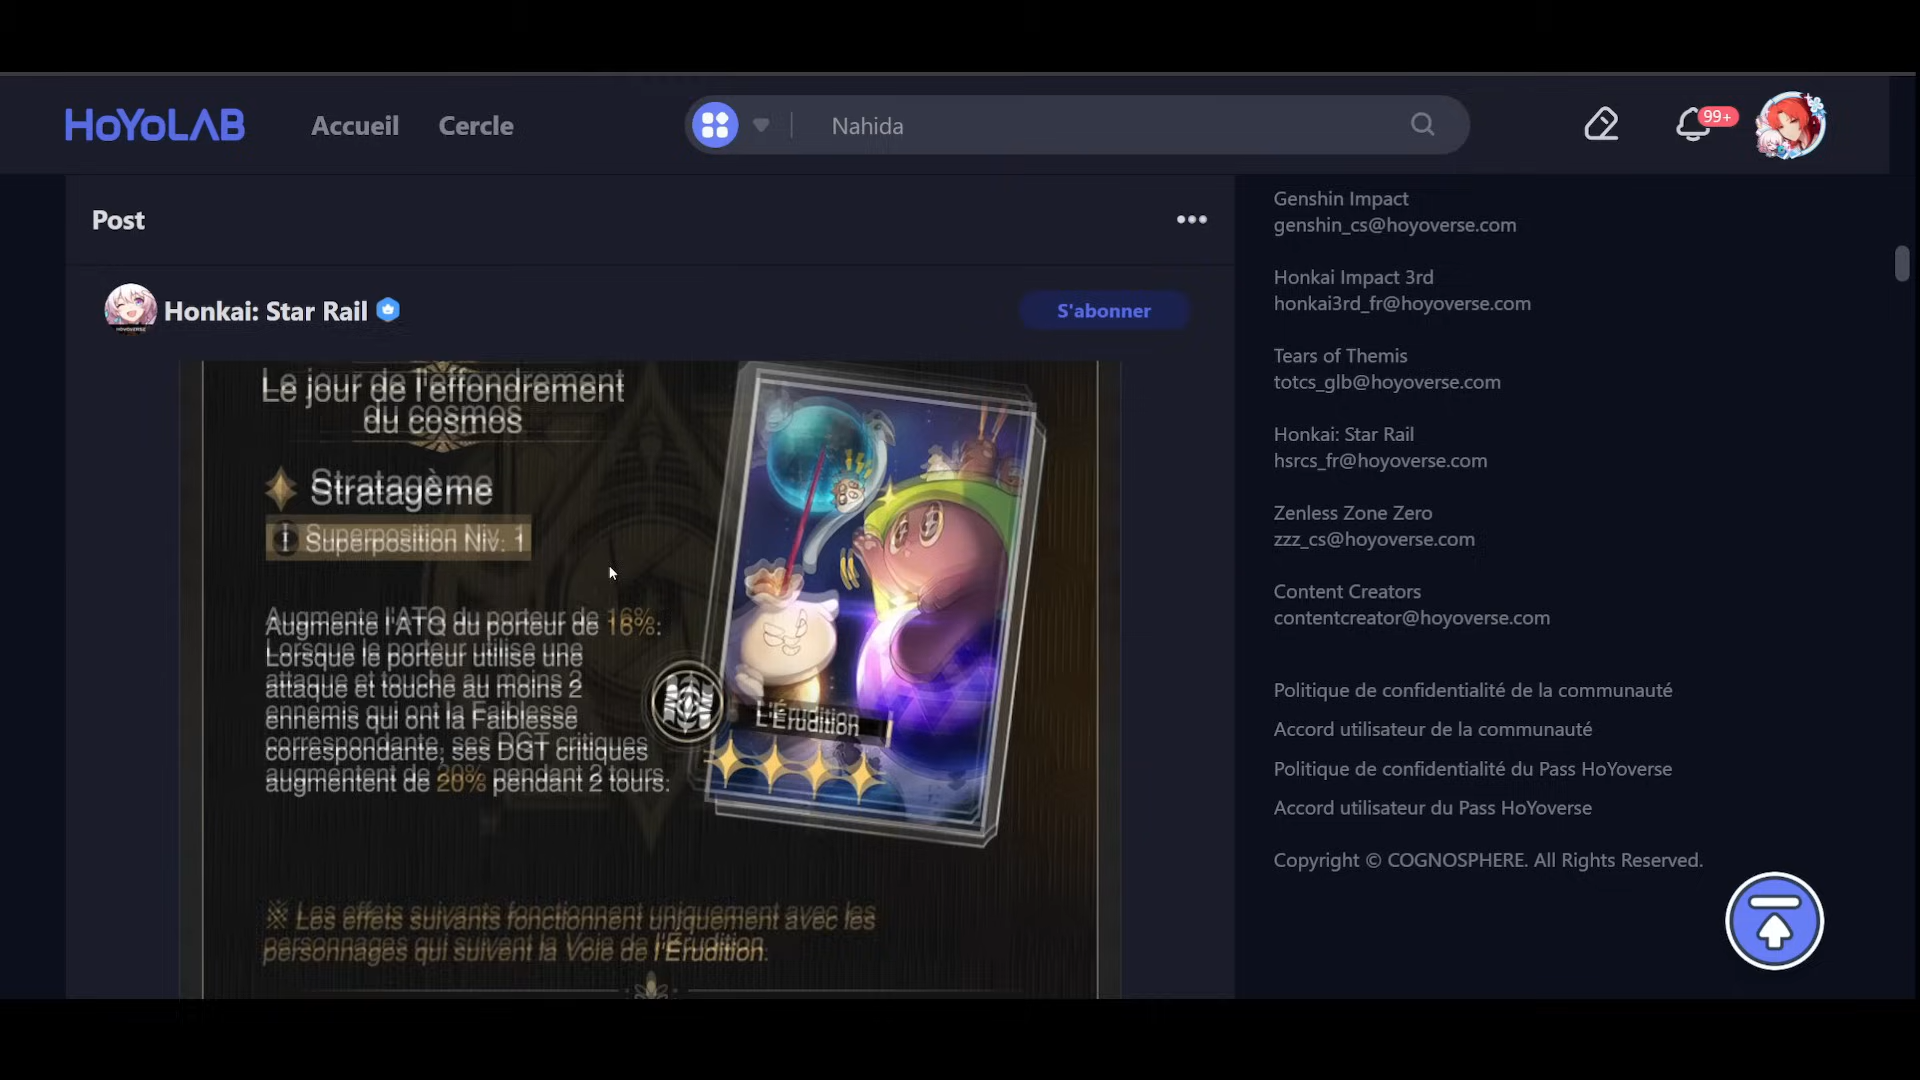 HOYOLAB
Accueil
Cercle
Nahida
99+
Post
Honkai: Star Rail
S'abonner
Le jour de l'effondrement
du cosmos
Stratagème
I Superposition Niv. 1
Augmente l'ATQ du porteur de 16%.
Lorsque le porteur utilise une
attaque et touche au moins 2
ennemis qui ont la Faiblesse
correspondante, ses DGT critiques
augmentent de 20% pendant 2 tours.
L'Érudition
※ Les effets suivants fonctionnent uniquement avec les
personnages qui suivent la Voie de l'Érudition.
Genshin Impact
genshin_cs@hoyoverse.com
Honkai Impact 3rd
honkai3rd_fr@hoyoverse.com
Tears of Themis
totcs_glb@hoyoverse.com
Honkai: Star Rail
hsrcs_fr@hoyoverse.com
Zenless Zone Zero
zzz_cs@hoyoverse.com
Content Creators
contentcreator@hoyoverse.com
Politique de confidentialité de la communauté
Accord utilisateur de la communauté
Politique de confidentialité du Pass HoYoverse
Accord utilisateur du Pass HoYoverse
Copyright © COGNOSPHERE. All Rights Reserved.